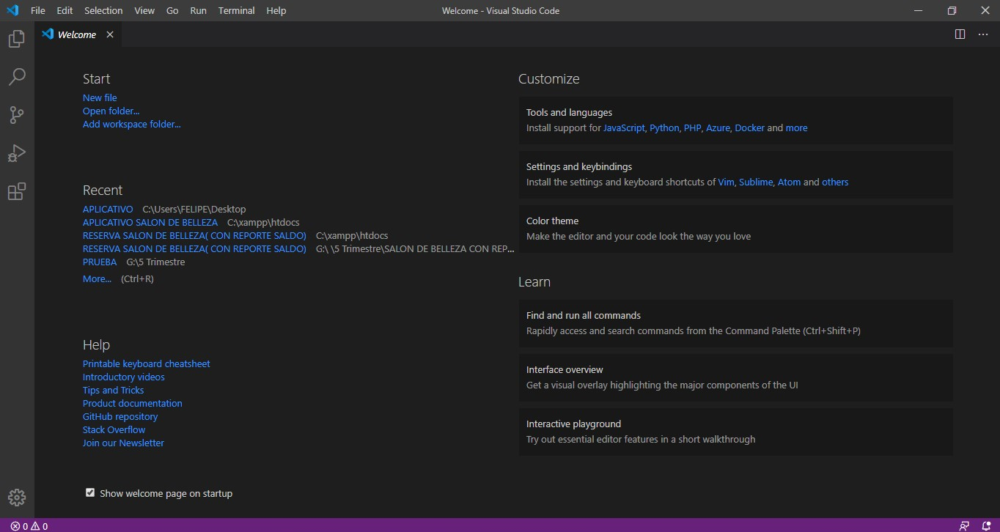 File Edit Selection View Go Run Terminal Help
Welcome - Visual Studio Code
Welcome
Start
New file
Open folder...
Add workspace folder...
Recent
APLICATIVO C:\Users\FELIPE\Desktop
APLICATIVO SALON DE BELLEZA C:\xampp\htdocs
RESERVA SALON DE BELLEZA( CON REPORTE SALDO) C:\xampp\htdocs
RESERVA SALON DE BELLEZA( CON REPORTE SALDO) G:\ \5 Trimestre\SALON DE BELLEZA CON REP...
PRUEBA G:\5 Trimestre
More... (Ctrl+R)
Help
Printable keyboard cheatsheet
Introductory videos
Tips and Tricks
Product documentation
GitHub repository
Stack Overflow
Join our Newsletter
Show welcome page on startup
Customize
Tools and languages
Install support for JavaScript, Python, PHP, Azure, Docker and more
Settings and keybindings
Install the settings and keyboard shortcuts of Vim, Sublime, Atom and others
Color theme
Make the editor and your code look the way you love
Learn
Find and run all commands
Rapidly access and search commands from the Command Palette (Ctrl+Shift+P)
Interface overview
Get a visual overlay highlighting the major components of the UI
Interactive playground
Try out essential editor features in a short walkthrough
0 0